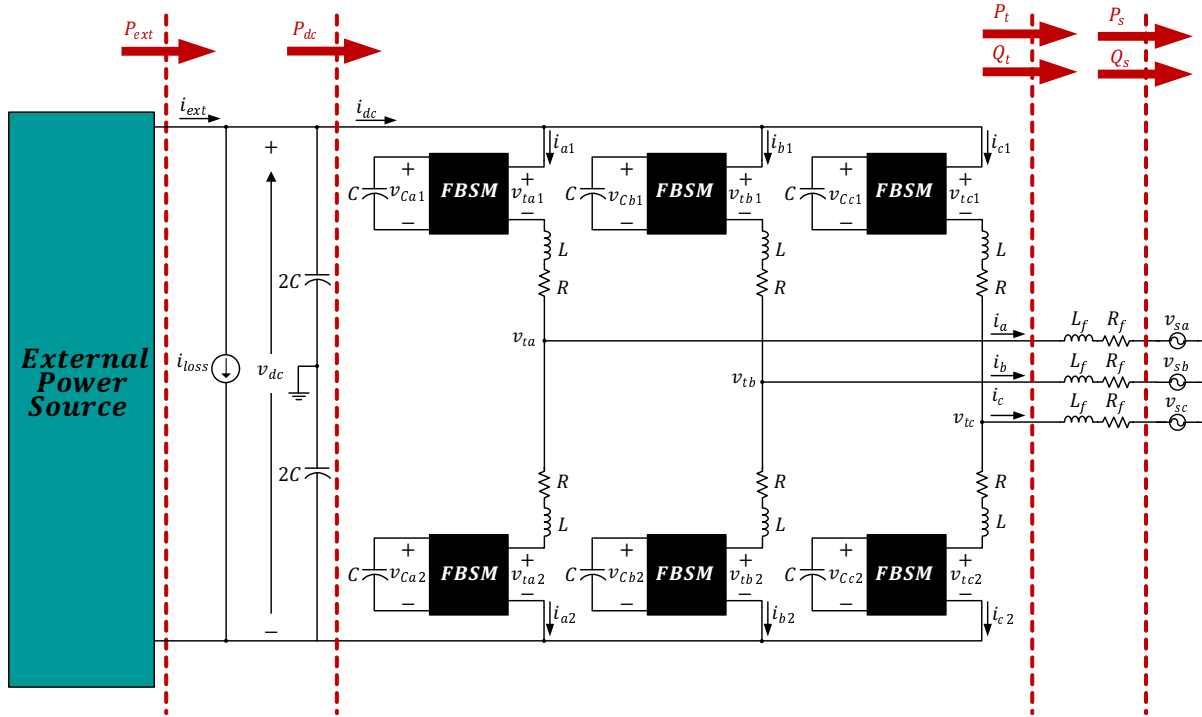 P_ext P_dc P_t P_s
Q_t Q_s
i_ext i_dc
i_a1 i_b1 i_c1
+ + + + + + +
C v_Ca1 FBSM v_ta1 C v_Cb1 FBSM v_tb1 C v_Cc1 FBSM v_tc1
− − − − − −
L L L
R R R
2C
i_a L_f R_f v_sa
v_ta
External Power Source
i_loss v_dc
i_b L_f R_f v_sb
v_tb
i_c L_f R_f v_sc
v_tc
2C
R R R
L L L
+ + + + + +
C v_Ca2 FBSM v_ta2 C v_Cb2 FBSM v_tb2 C v_Cc2 FBSM v_tc2
− − − − − −
i_a2 i_b2 i_c2
−